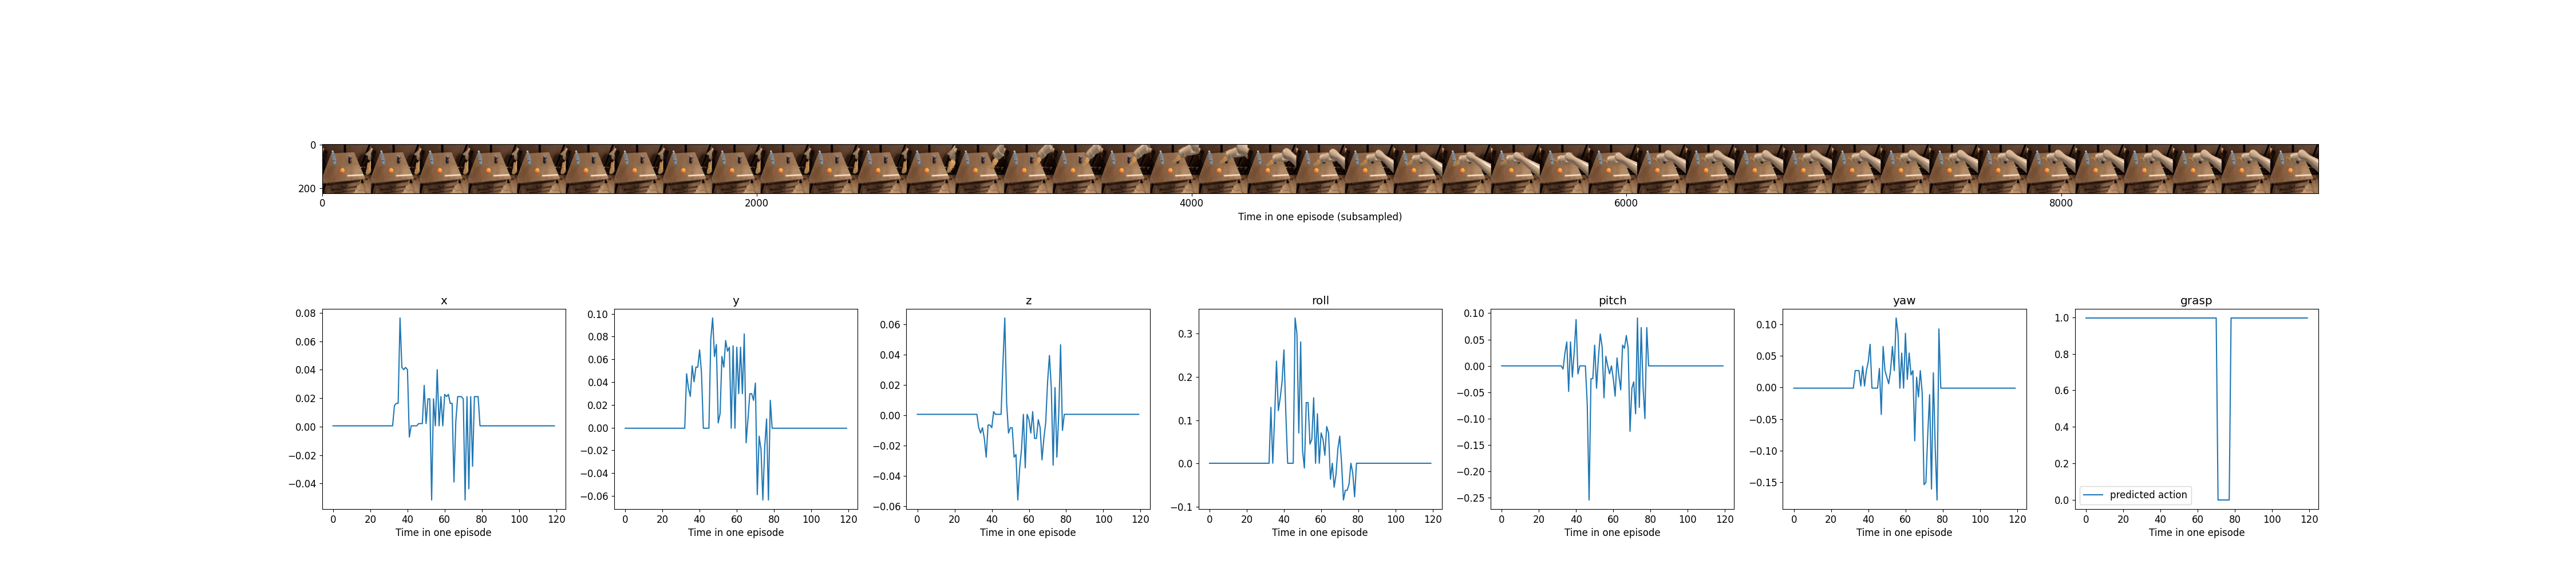 0
200
0 2000 4000 6000 8000
Time in one episode (subsampled)
x y z roll pitch yaw grasp
0.08
0.06
0.04
0.02
0.00
−0.02
−0.04
0 20 40 60 80 100 120
Time in one episode
0.10
0.08
0.06
0.04
0.02
0.00
−0.02
−0.04
−0.06
0 20 40 60 80 100 120
Time in one episode
0.06
0.04
0.02
0.00
−0.02
−0.04
−0.06
0 20 40 60 80 100 120
Time in one episode
0.3
0.2
0.1
0.0
−0.1
0 20 40 60 80 100 120
Time in one episode
0.10
0.05
0.00
−0.05
−0.10
−0.15
−0.20
−0.25
0 20 40 60 80 100 120
Time in one episode
0.10
0.05
0.00
−0.05
−0.10
−0.15
0 20 40 60 80 100 120
Time in one episode
1.0
0.8
0.6
0.4
0.2
0.0
predicted action
0 20 40 60 80 100 120
Time in one episode